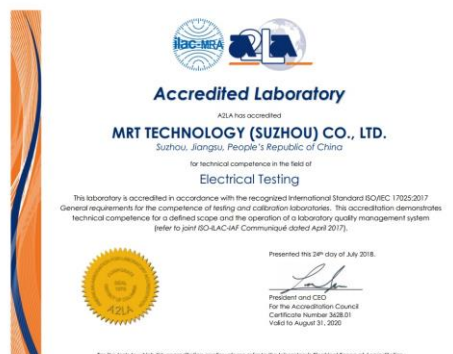 ilac-MRA
A2LA
Accredited Laboratory
A2LA has accredited
MRT TECHNOLOGY (SUZHOU) CO., LTD.
Suzhou, Jiangsu, People's Republic of China
for technical competence in the field of
Electrical Testing
This laboratory is accredited in accordance with the recognized International Standard ISO/IEC 17025:2017
General requirements for the competence of testing and calibration laboratories. This accreditation demonstrates
technical competence for a defined scope and the operation of a laboratory quality management system
(refer to joint ISO-ILAC-IAF Communiqué dated April 2017).
Presented this 24th day of July 2018.
President and CEO
For the Accreditation Council
Certificate Number 3628.01
Valid to August 31, 2020
A2LA